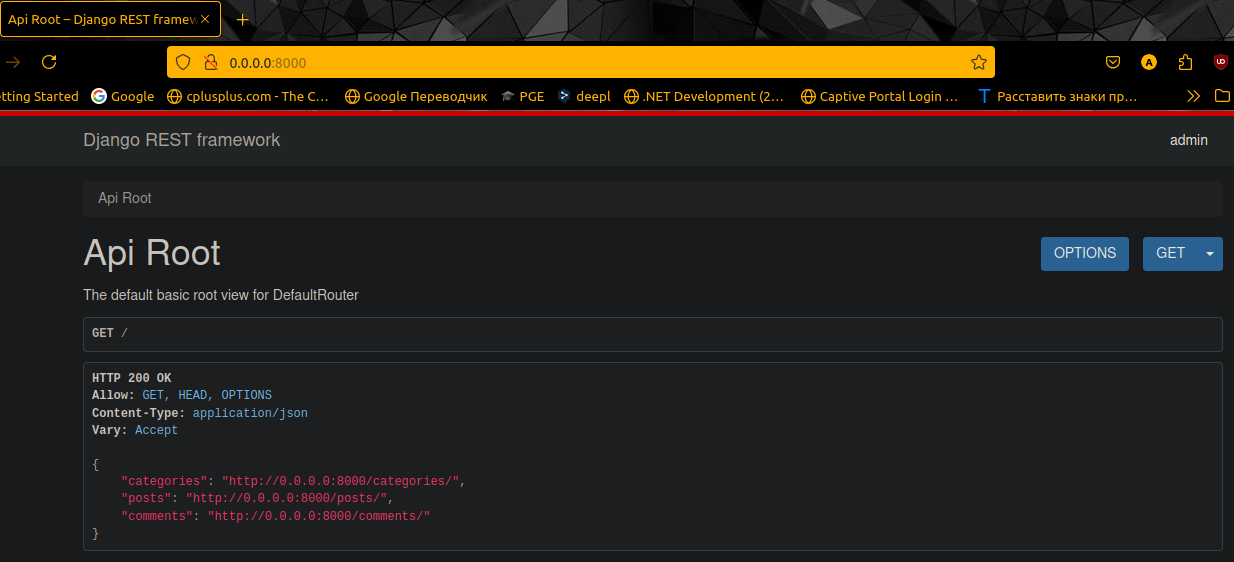 Api Root – Django REST framew
0.0.0.0:8000
etting Started Google cplusplus.com - The C… Google Переводчик PGE deepl .NET Development (2… Captive Portal Login … Расставить знаки пр…
Django REST framework admin
Api Root
Api Root OPTIONS GET
The default basic root view for DefaultRouter
GET /
HTTP 200 OK
Allow: GET, HEAD, OPTIONS
Content-Type: application/json
Vary: Accept
{
"categories": "http://0.0.0.0:8000/categories/",
"posts": "http://0.0.0.0:8000/posts/",
"comments": "http://0.0.0.0:8000/comments/"
}